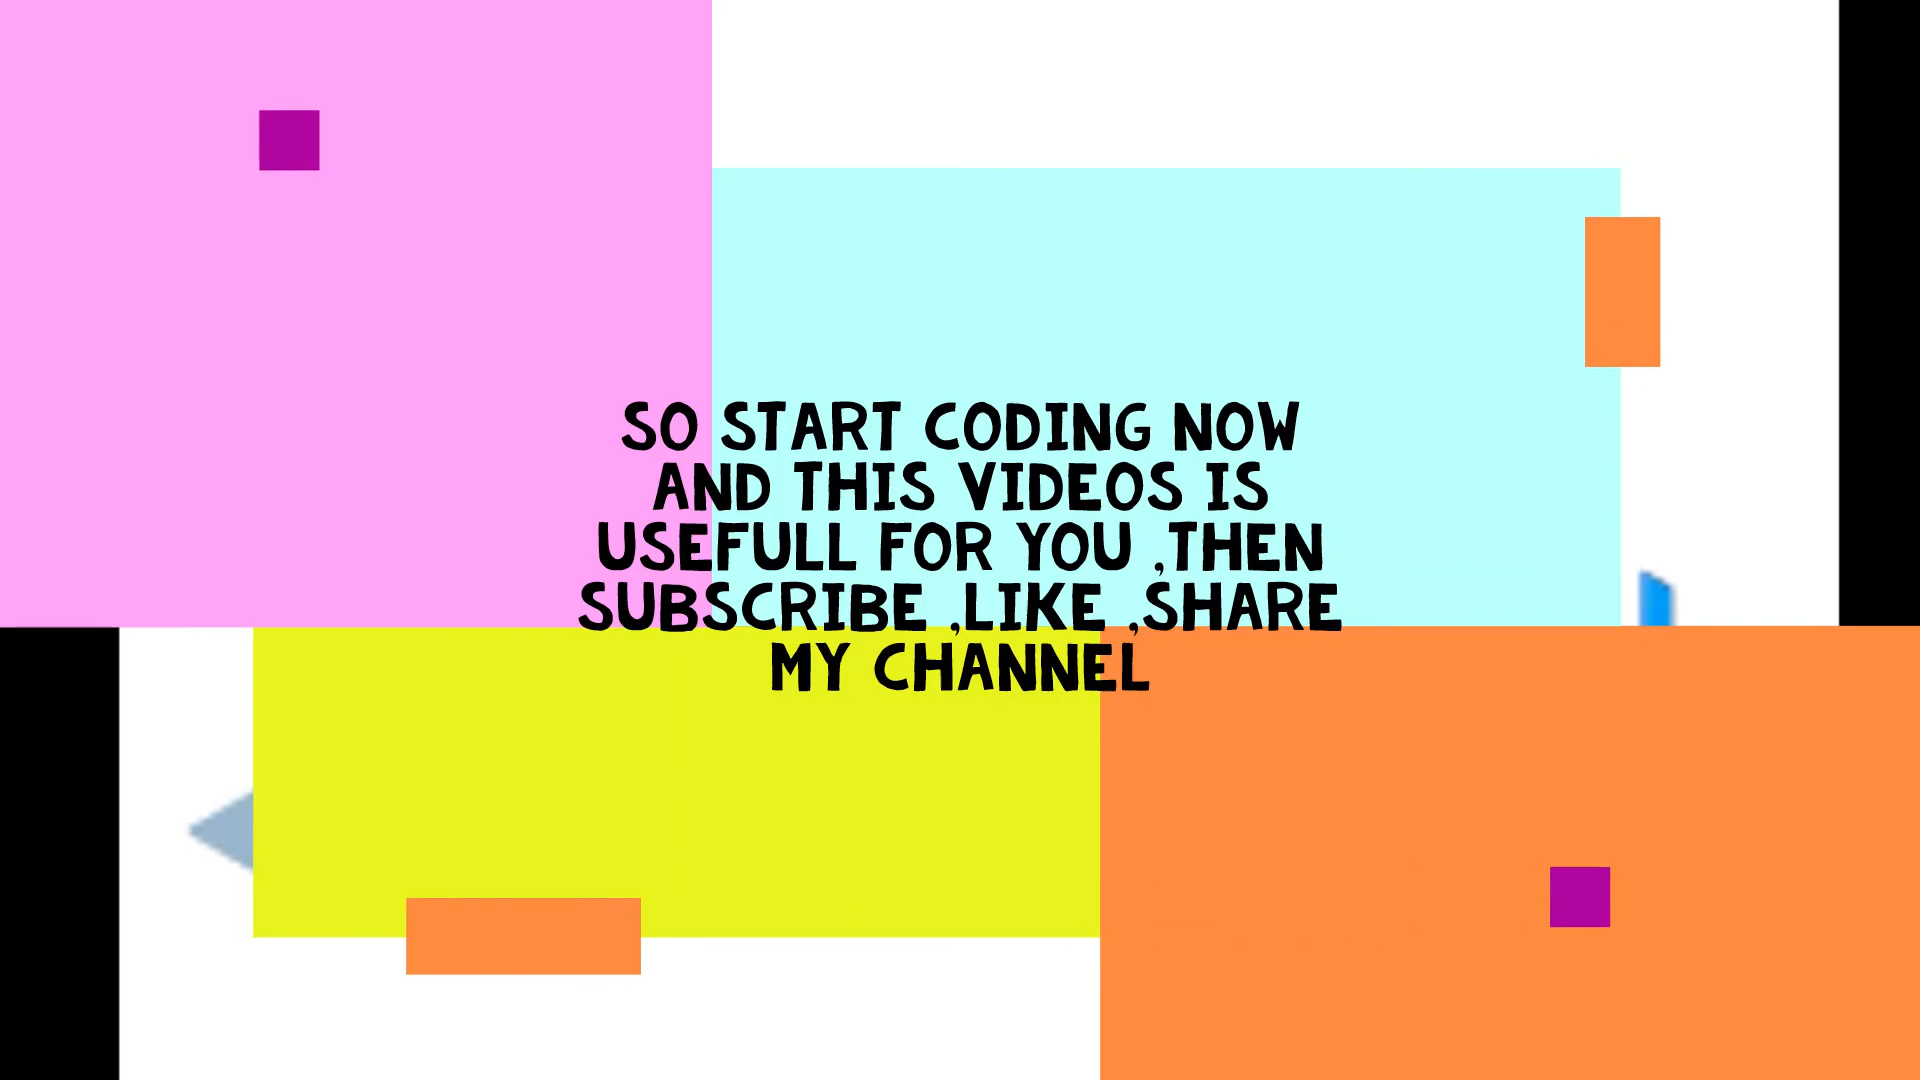 SO START CODING NOW
AND THIS VIDEOS IS
USEFULL FOR YOU ,THEN
SUBSCRIBE ,LIKE ,SHARE
MY CHANNEL